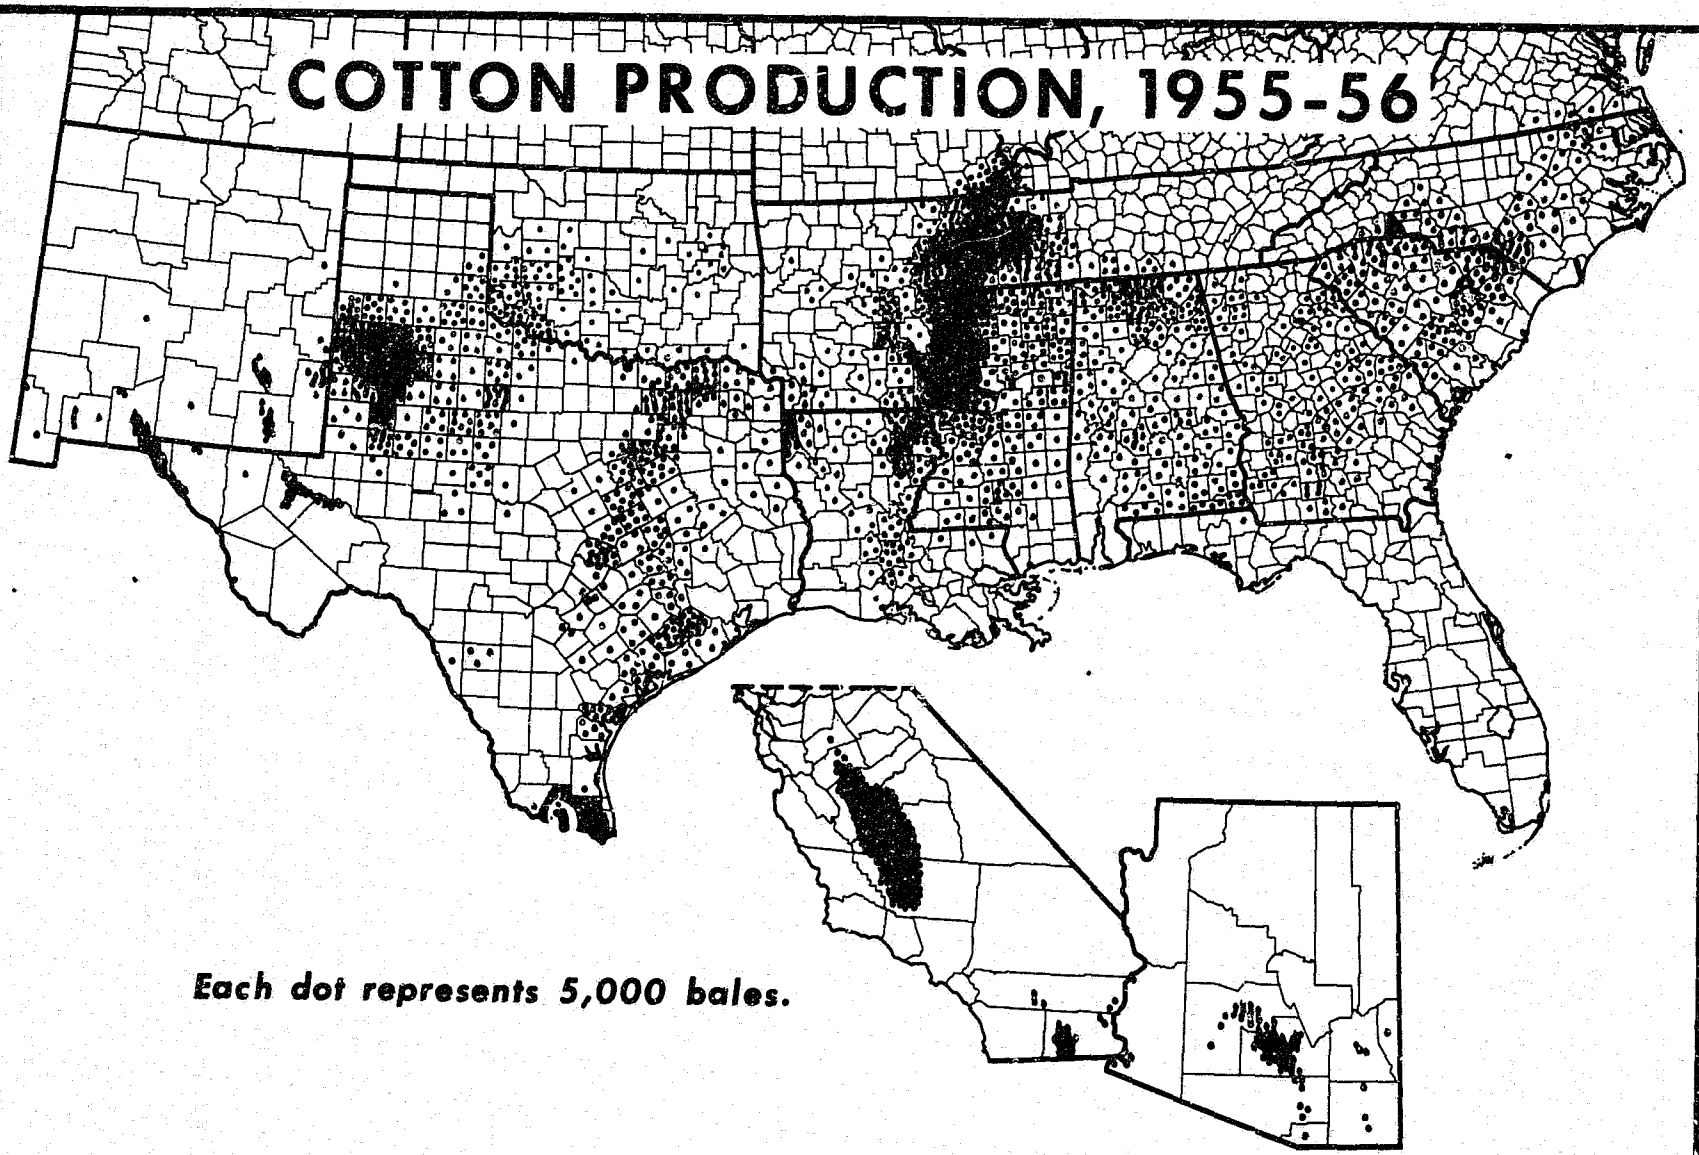 COTTON PRODUCTION, 1955-56
Each dot represents 5,000 bales.